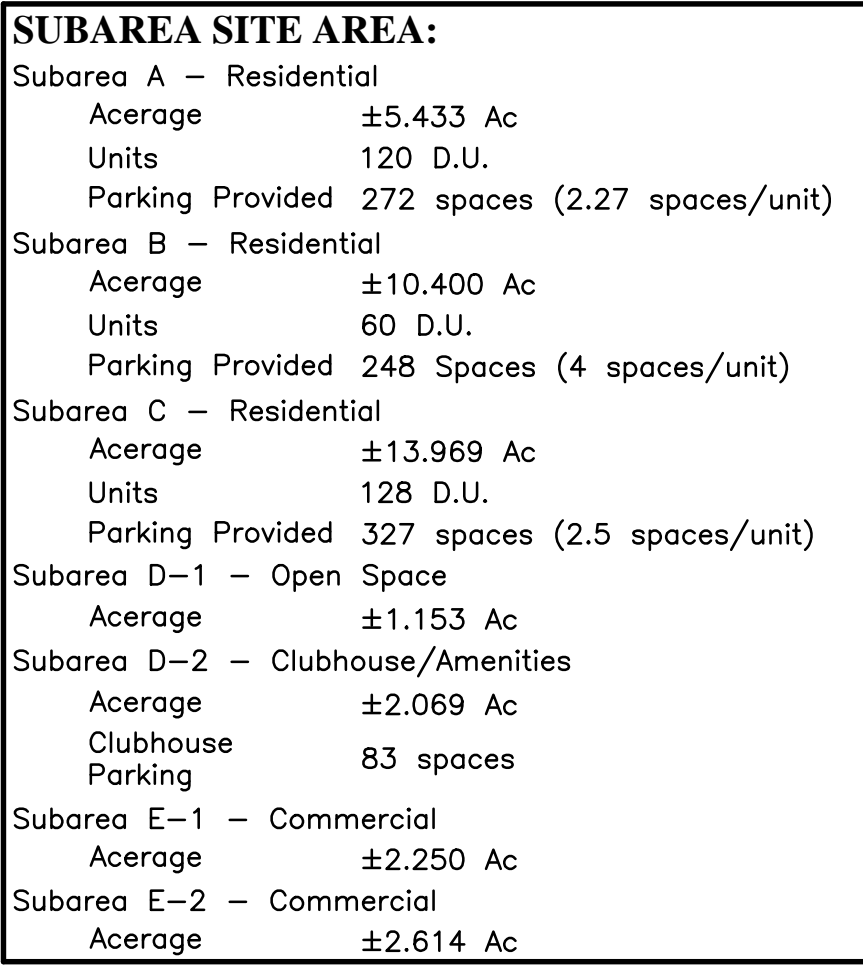 SUBAREA SITE AREA:
Subarea A – Residential
Acerage ±5.433 Ac
Units 120 D.U.
Parking Provided 272 spaces (2.27 spaces/unit)
Subarea B – Residential
Acerage ±10.400 Ac
Units 60 D.U.
Parking Provided 248 Spaces (4 spaces/unit)
Subarea C – Residential
Acerage ±13.969 Ac
Units 128 D.U.
Parking Provided 327 spaces (2.5 spaces/unit)
Subarea D–1 – Open Space
Acerage ±1.153 Ac
Subarea D–2 – Clubhouse/Amenities
Acerage ±2.069 Ac
Clubhouse
Parking 83 spaces
Subarea E–1 – Commercial
Acerage ±2.250 Ac
Subarea E–2 – Commercial
Acerage ±2.614 Ac